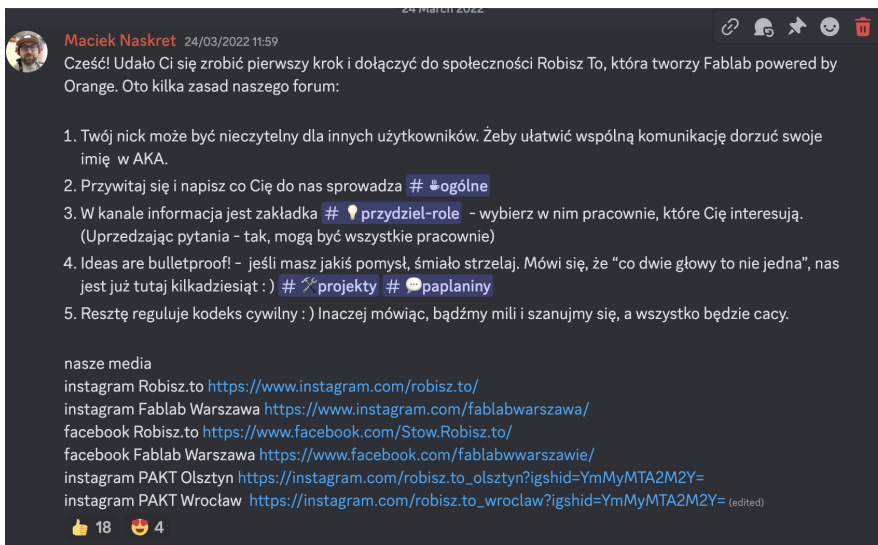 24 March 2022
Maciek Naskret 24/03/2022 11:59
Cześć! Udało Ci się zrobić pierwszy krok i dołączyć do społeczności Robisz To, która tworzy Fablab powered by
Orange. Oto kilka zasad naszego forum:
1. Twój nick może być nieczytelny dla innych użytkowników. Żeby ułatwić wspólną komunikację dorzuć swoje
imię w AKA.
2. Przywitaj się i napisz co Cię do nas sprowadza # ☕ogólne
3. W kanale informacja jest zakładka # 💡przydziel-role - wybierz w nim pracownie, które Cię interesują.
(Uprzedzając pytania - tak, mogą być wszystkie pracownie)
4. Ideas are bulletproof! - jeśli masz jakiś pomysł, śmiało strzelaj. Mówi się, że “co dwie głowy to nie jedna”, nas
jest już tutaj kilkadziesiąt : ) # 🛠projekty # 💬paplaniny
5. Resztę reguluje kodeks cywilny : ) Inaczej mówiąc, bądźmy mili i szanujmy się, a wszystko będzie cacy.
nasze media
instagram Robisz.to https://www.instagram.com/robisz.to/
instagram Fablab Warszawa https://www.instagram.com/fablabwarszawa/
facebook Robisz.to https://www.facebook.com/Stow.Robisz.to/
facebook Fablab Warszawa https://www.facebook.com/fablabwwarszawie/
instagram PAKT Olsztyn https://instagram.com/robisz.to_olsztyn?igshid=YmMyMTA2M2Y=
instagram PAKT Wrocław https://instagram.com/robisz.to_wroclaw?igshid=YmMyMTA2M2Y= (edited)
👍 18 😍 4